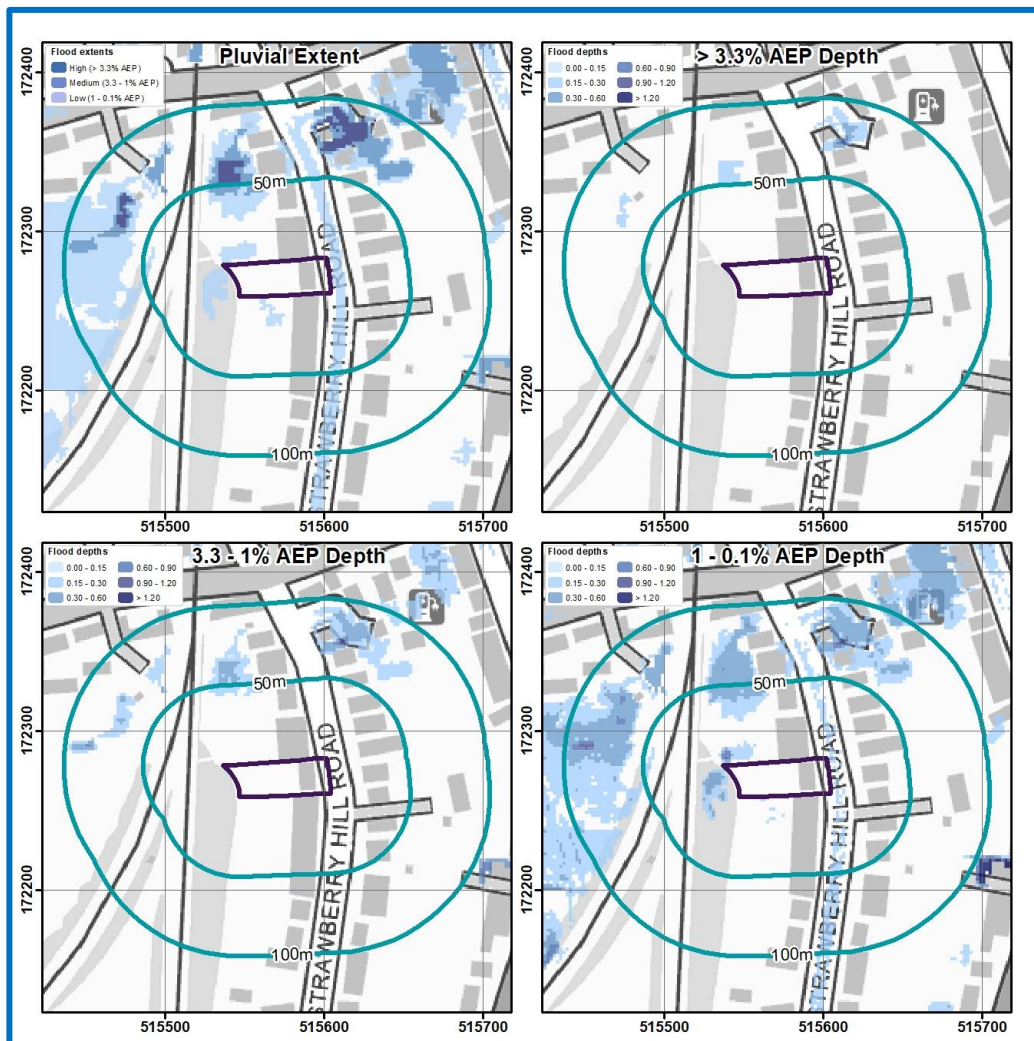 Pluvial Extent
Flood extents
High (> 3.3% AEP)
Medium (3.3 - 1% AEP)
Low (1 - 0.1% AEP)
172400
172300
172200
50m
100m
STRAWBERRY HILL ROAD
515500
515600
515700
> 3.3% AEP Depth
Flood depths
0.00 - 0.15
0.60 - 0.90
0.15 - 0.30
0.90 - 1.20
0.30 - 0.60
> 1.20
172400
172300
172200
50m
100m
STRAWBERRY HILL ROAD
515500
515600
515700
3.3 - 1% AEP Depth
Flood depths
0.00 - 0.15
0.60 - 0.90
0.15 - 0.30
0.90 - 1.20
0.30 - 0.60
> 1.20
172400
172300
172200
50m
100m
STRAWBERRY HILL ROAD
515500
515600
515700
1 - 0.1% AEP Depth
Flood depths
0.00 - 0.15
0.60 - 0.90
0.15 - 0.30
0.90 - 1.20
0.30 - 0.60
> 1.20
172400
172300
172200
50m
100m
STRAWBERRY HILL ROAD
515500
515600
515700